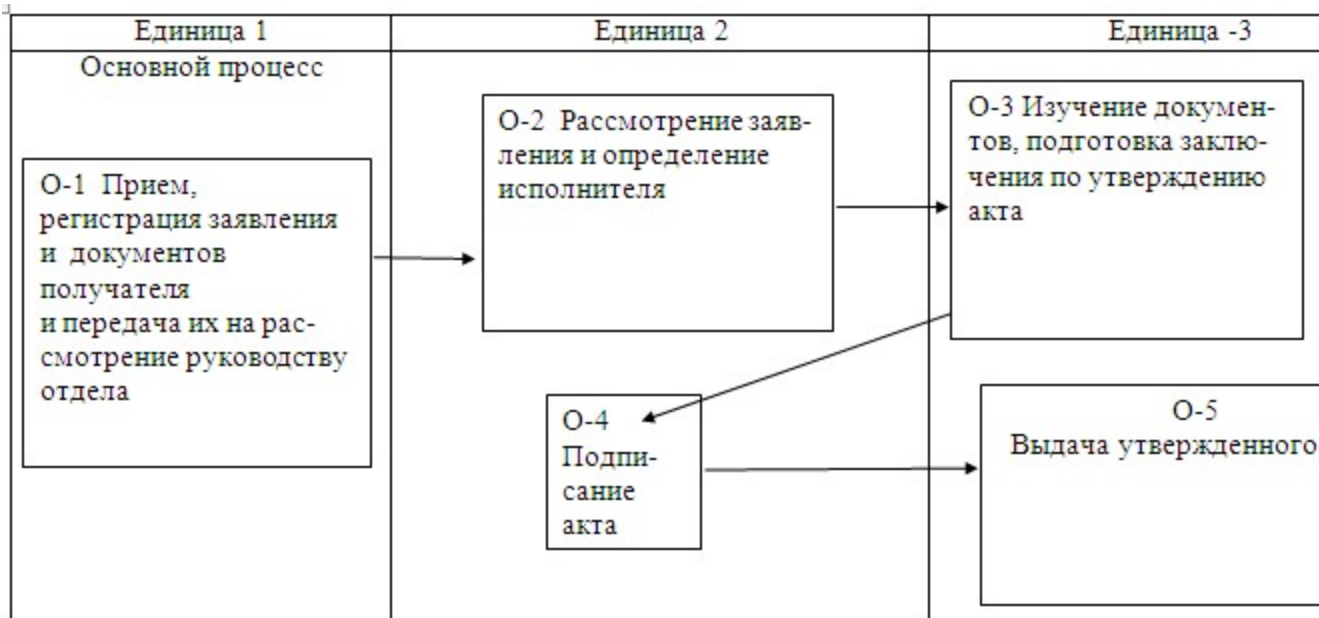 Единица 1
Единица 2
Единица -3
Основной процесс
О-1  Прием,
регистрация заявления
и  документов
получателя
и передача их на рас-
смотрение руководству
отдела
О-2  Рассмотрение заяв-
ления и определение
исполнителя
О-3 Изучение докумен-
тов, подготовка заклю-
чения по утверждению
акта
О-4
Подпи-
сание
акта
О-5
Выдача утвержденного